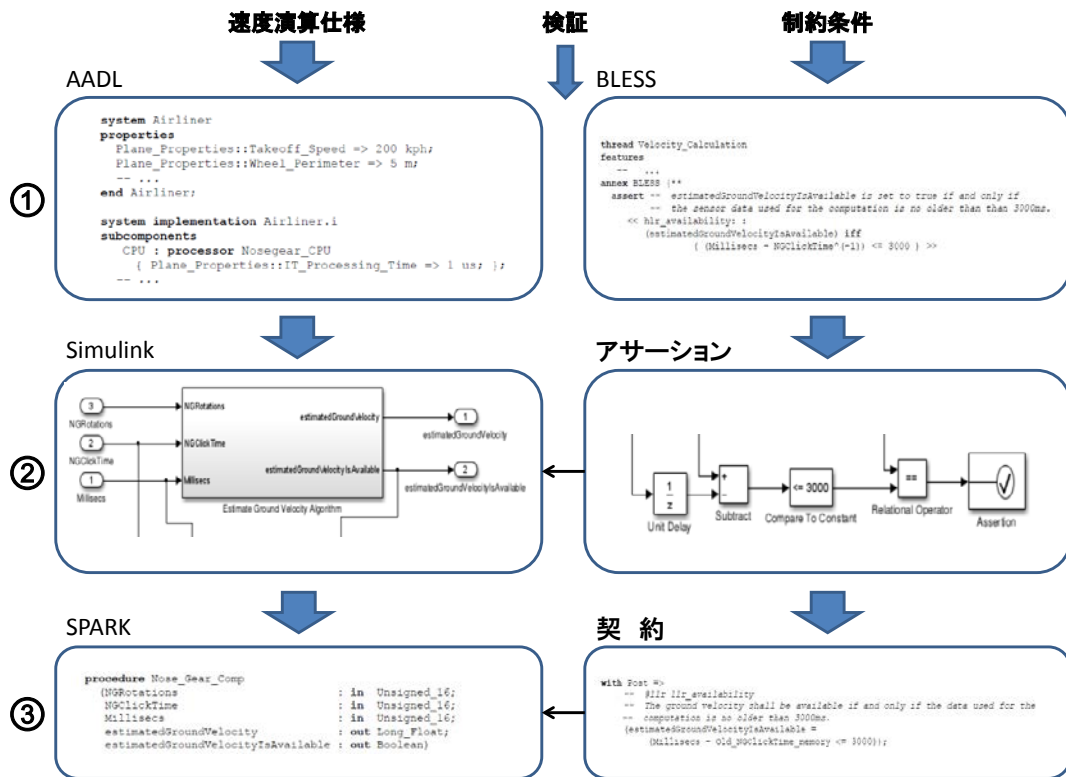 速度演算仕様
検証
制約条件
AADL
BLESS
①
system Airliner
properties
Plane_Properties::Takeoff_Speed => 200 kph;
Plane_Properties::Wheel_Perimeter => 5 m;
-- ...
end Airliner;
system implementation Airliner.i
subcomponents
CPU : processor Nosegear_CPU
{ Plane_Properties::IT_Processing_Time => 1 us; };
-- ...
thread Velocity_Calculation
features
-- ...
annex BLESS {**
assert -- estimatedGroundVelocityIsAvailable is set to true if and only if
-- the sensor data used for the computation is no older than than 3000ms.
<< hlr_availability: :
(estimatedGroundVelocityIsAvailable) iff
( (Millisecs - NGClickTime^(-1)) <= 3000 ) >>
Simulink
アサーション
②
3
NGRotations
2
NGClickTime
1
Millisecs
NGRotations
NGClickTime
Millisecs
estimatedGroundVelocity
estimatedGroundVelocityIsAvailable
Estimate Ground Velocity Algorithm
1
estimatedGroundVelocity
2
estimatedGroundVelocityIsAvailable
1
z
Unit Delay
+
−
Subtract
<= 3000
Compare To Constant
==
Relational Operator
Assertion
SPARK
契 約
③
procedure Nose_Gear_Comp
(NGRotations : in Unsigned_16;
NGClickTime : in Unsigned_16;
Millisecs : in Unsigned_16;
estimatedGroundVelocity : out Long_Float;
estimatedGroundVelocityIsAvailable : out Boolean)
with Post =>
-- @llr llr_availability
-- The ground velocity shall be available if and only if the data used for the
-- computation is no older than 3000ms.
(estimatedGroundVelocityIsAvailable =
(Millisecs - Old_NGClickTime_memory <= 3000));